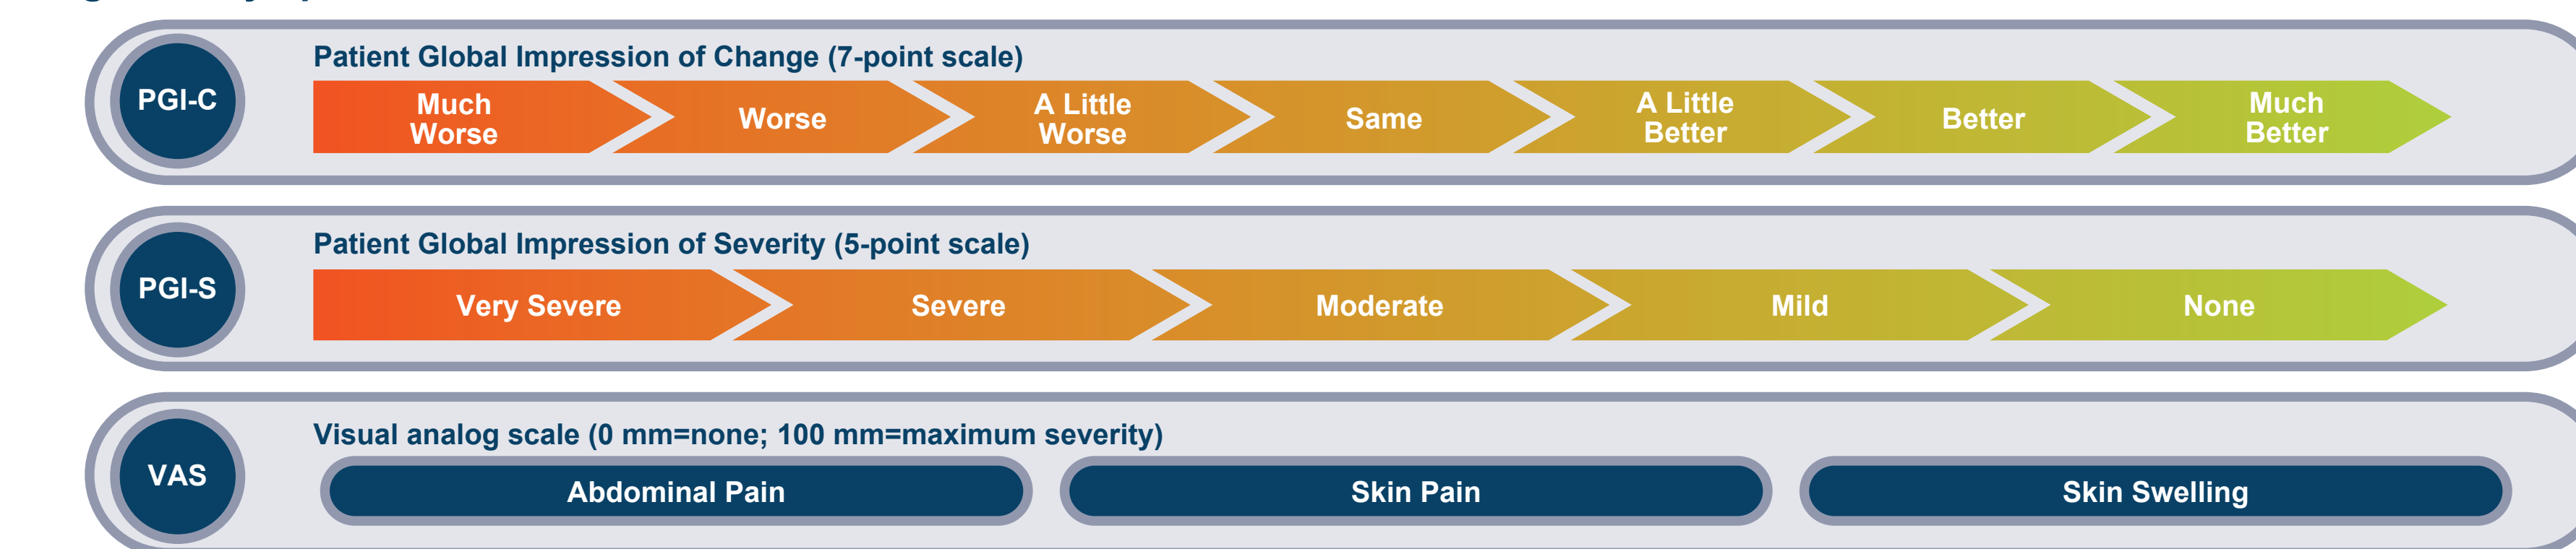 PGI-C
Patient Global Impression of Change (7-point scale)
Much
Worse
Worse
A Little
Worse
Same
A Little
Better
Better
Much
Better
PGI-S
Patient Global Impression of Severity (5-point scale)
Very Severe
Severe
Moderate
Mild
None
VAS
Visual analog scale (0 mm=none; 100 mm=maximum severity)
Abdominal Pain
Skin Pain
Skin Swelling